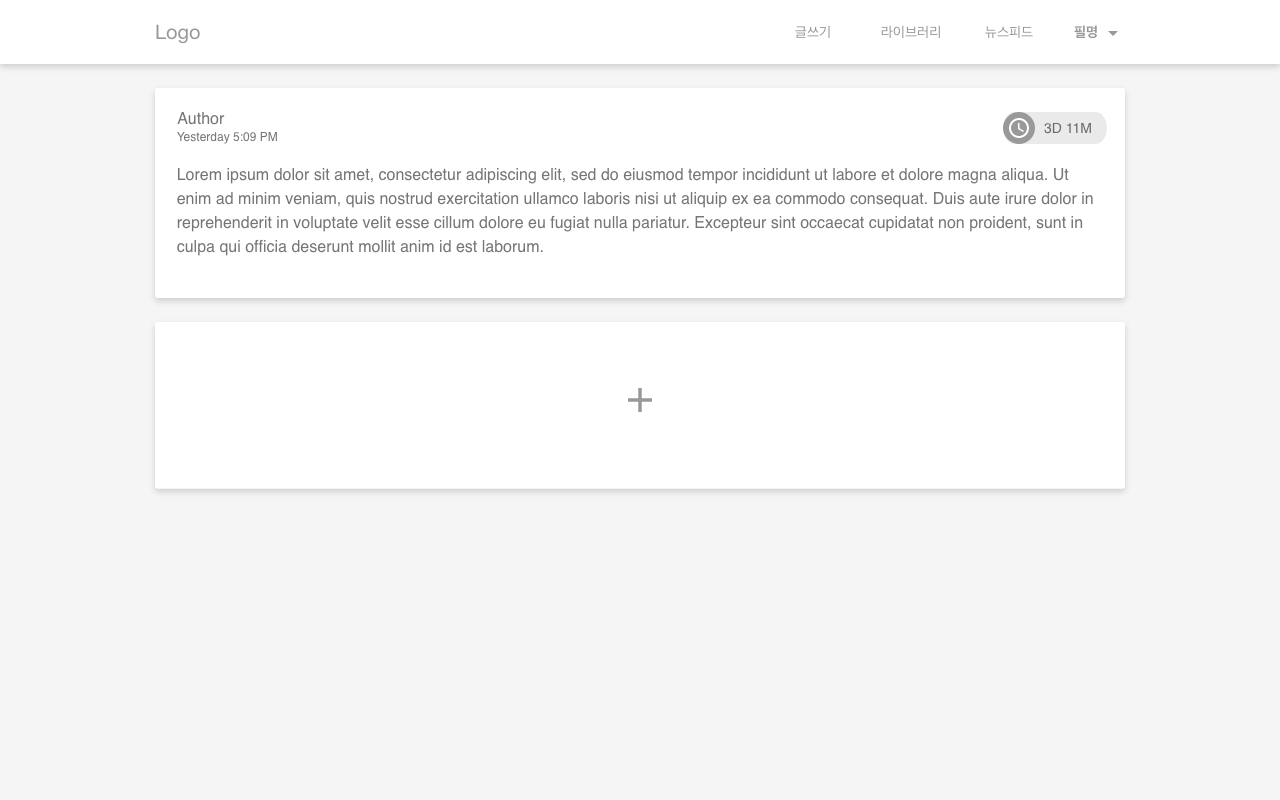 Logo
글쓰기
라이브러리
뉴스피드
필명
Author
3D 11M
Yesterday 5:09 PM
Lorem ipsum dolor sit amet, consectetur adipiscing elit, sed do eiusmod tempor incididunt ut labore et dolore magna aliqua. Ut
enim ad minim veniam, quis nostrud exercitation ullamco laboris nisi ut aliquip ex ea commodo consequat. Duis aute irure dolor in
reprehenderit in voluptate velit esse cillum dolore eu fugiat nulla pariatur. Excepteur sint occaecat cupidatat non proident, sunt in
culpa qui officia deserunt mollit anim id est laborum.